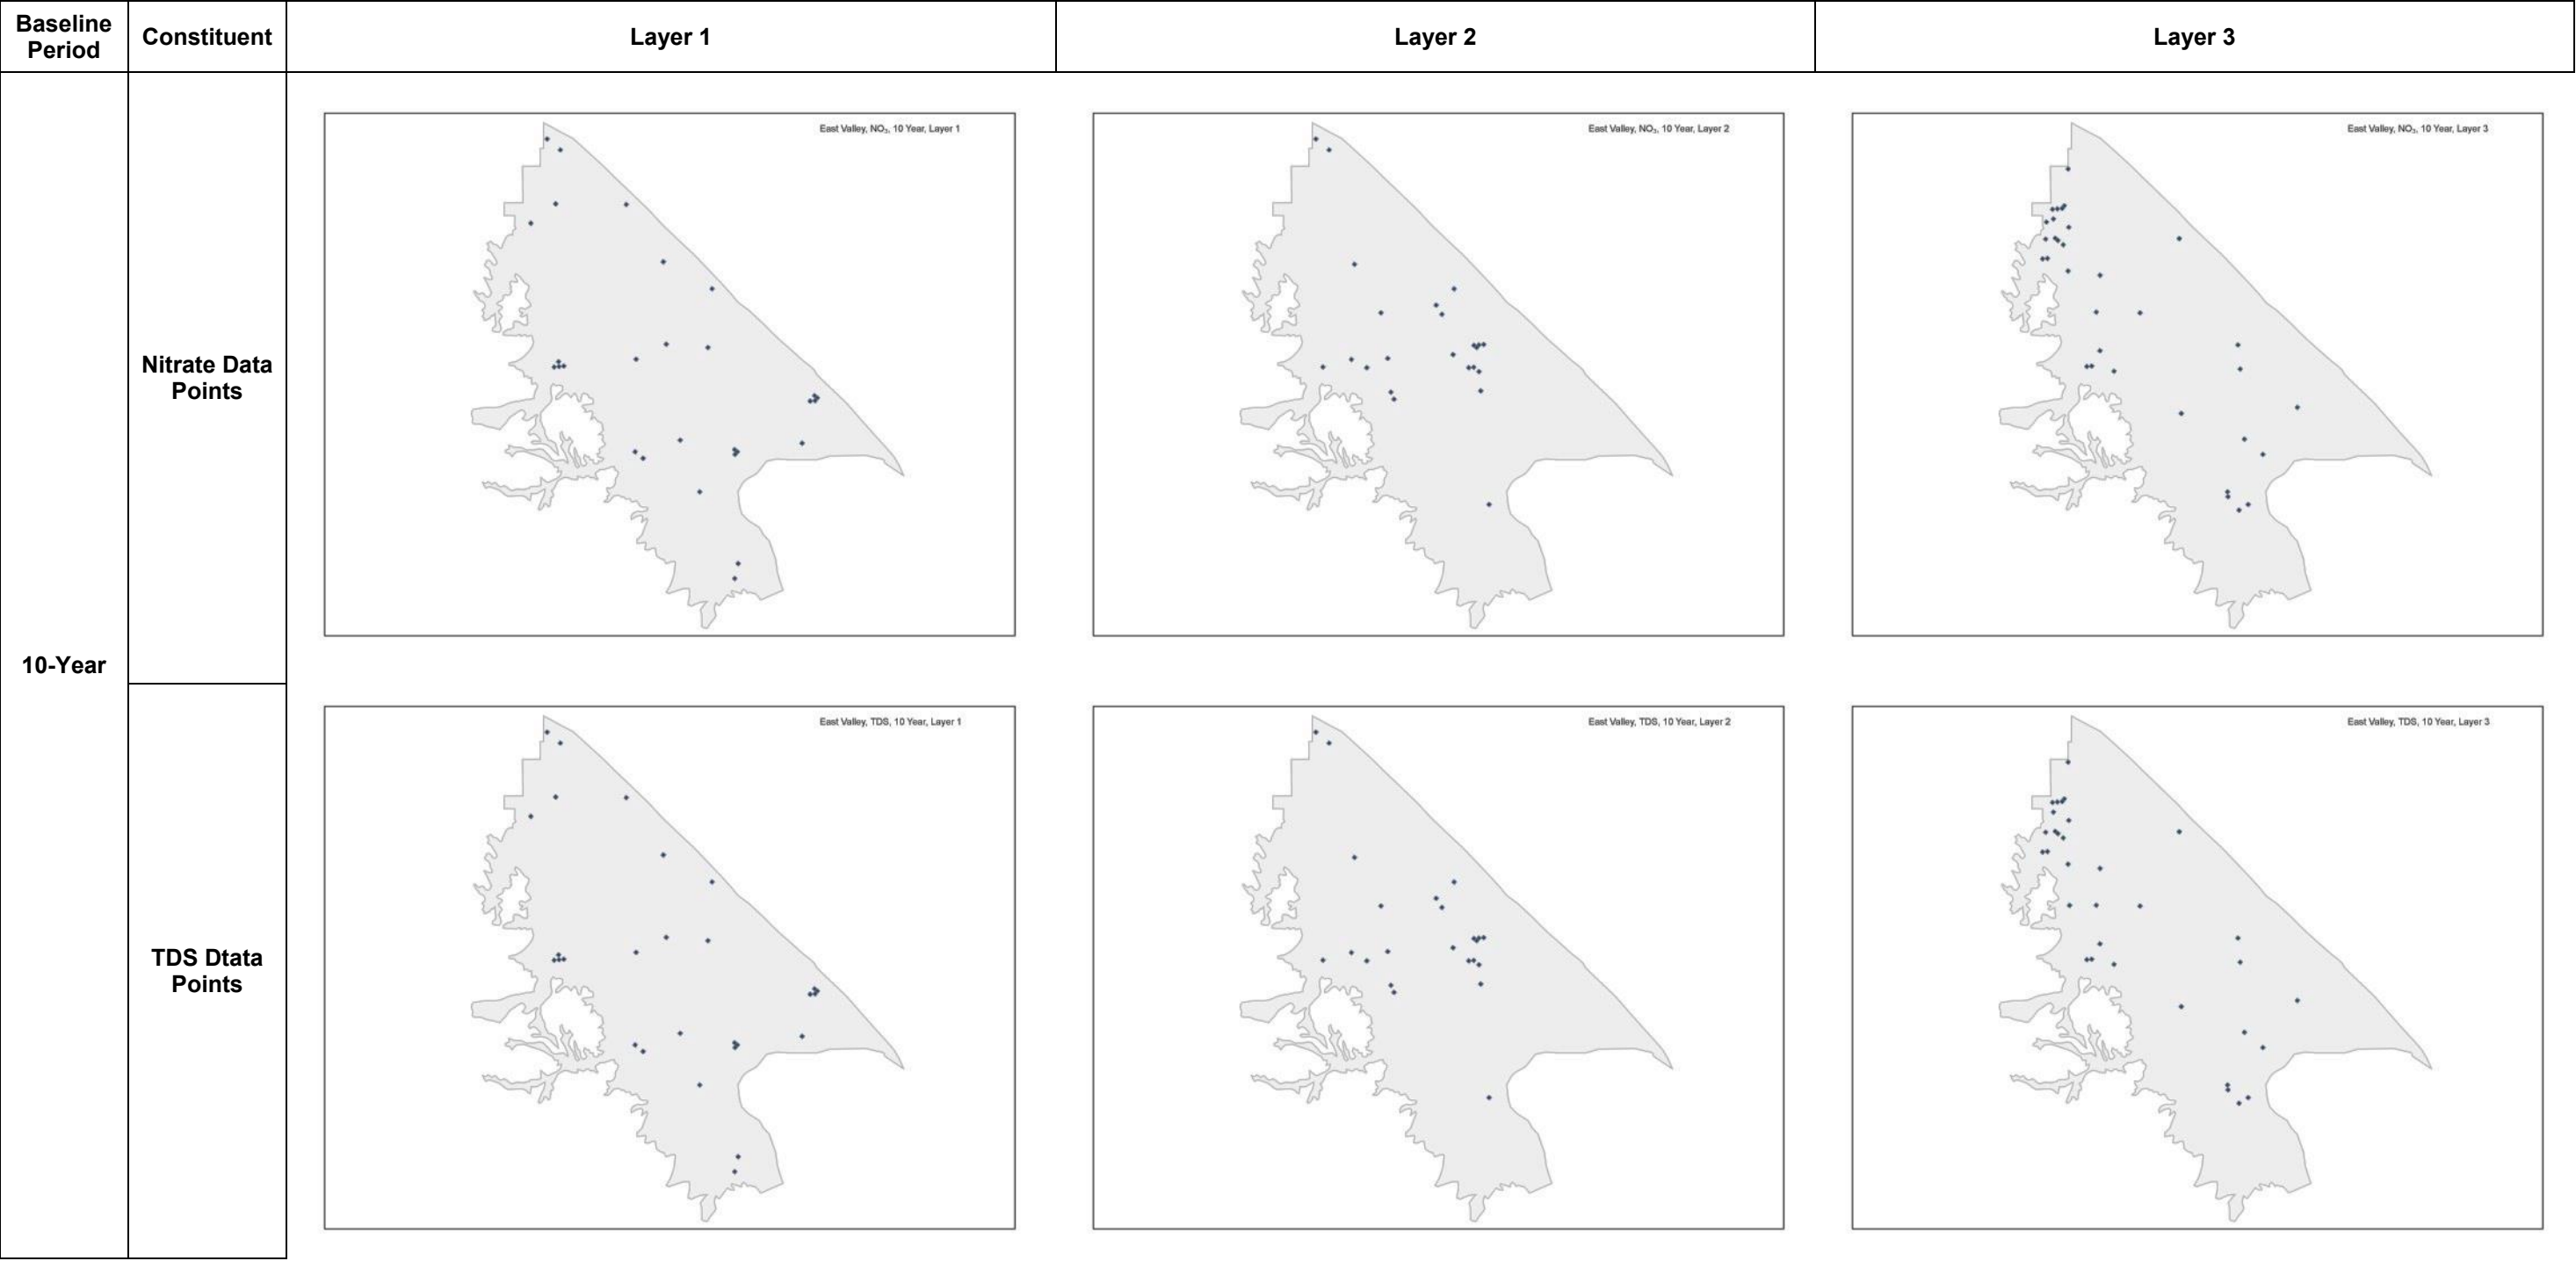 Baseline
Period
Constituent
Layer 1
Layer 2
Layer 3
10-Year
Nitrate Data
Points
East Valley, NO₃, 10 Year, Layer 1
East Valley, NO₃, 10 Year, Layer 2
East Valley, NO₃, 10 Year, Layer 3
TDS Dtata
Points
East Valley, TDS, 10 Year, Layer 1
East Valley, TDS, 10 Year, Layer 2
East Valley, TDS, 10 Year, Layer 3